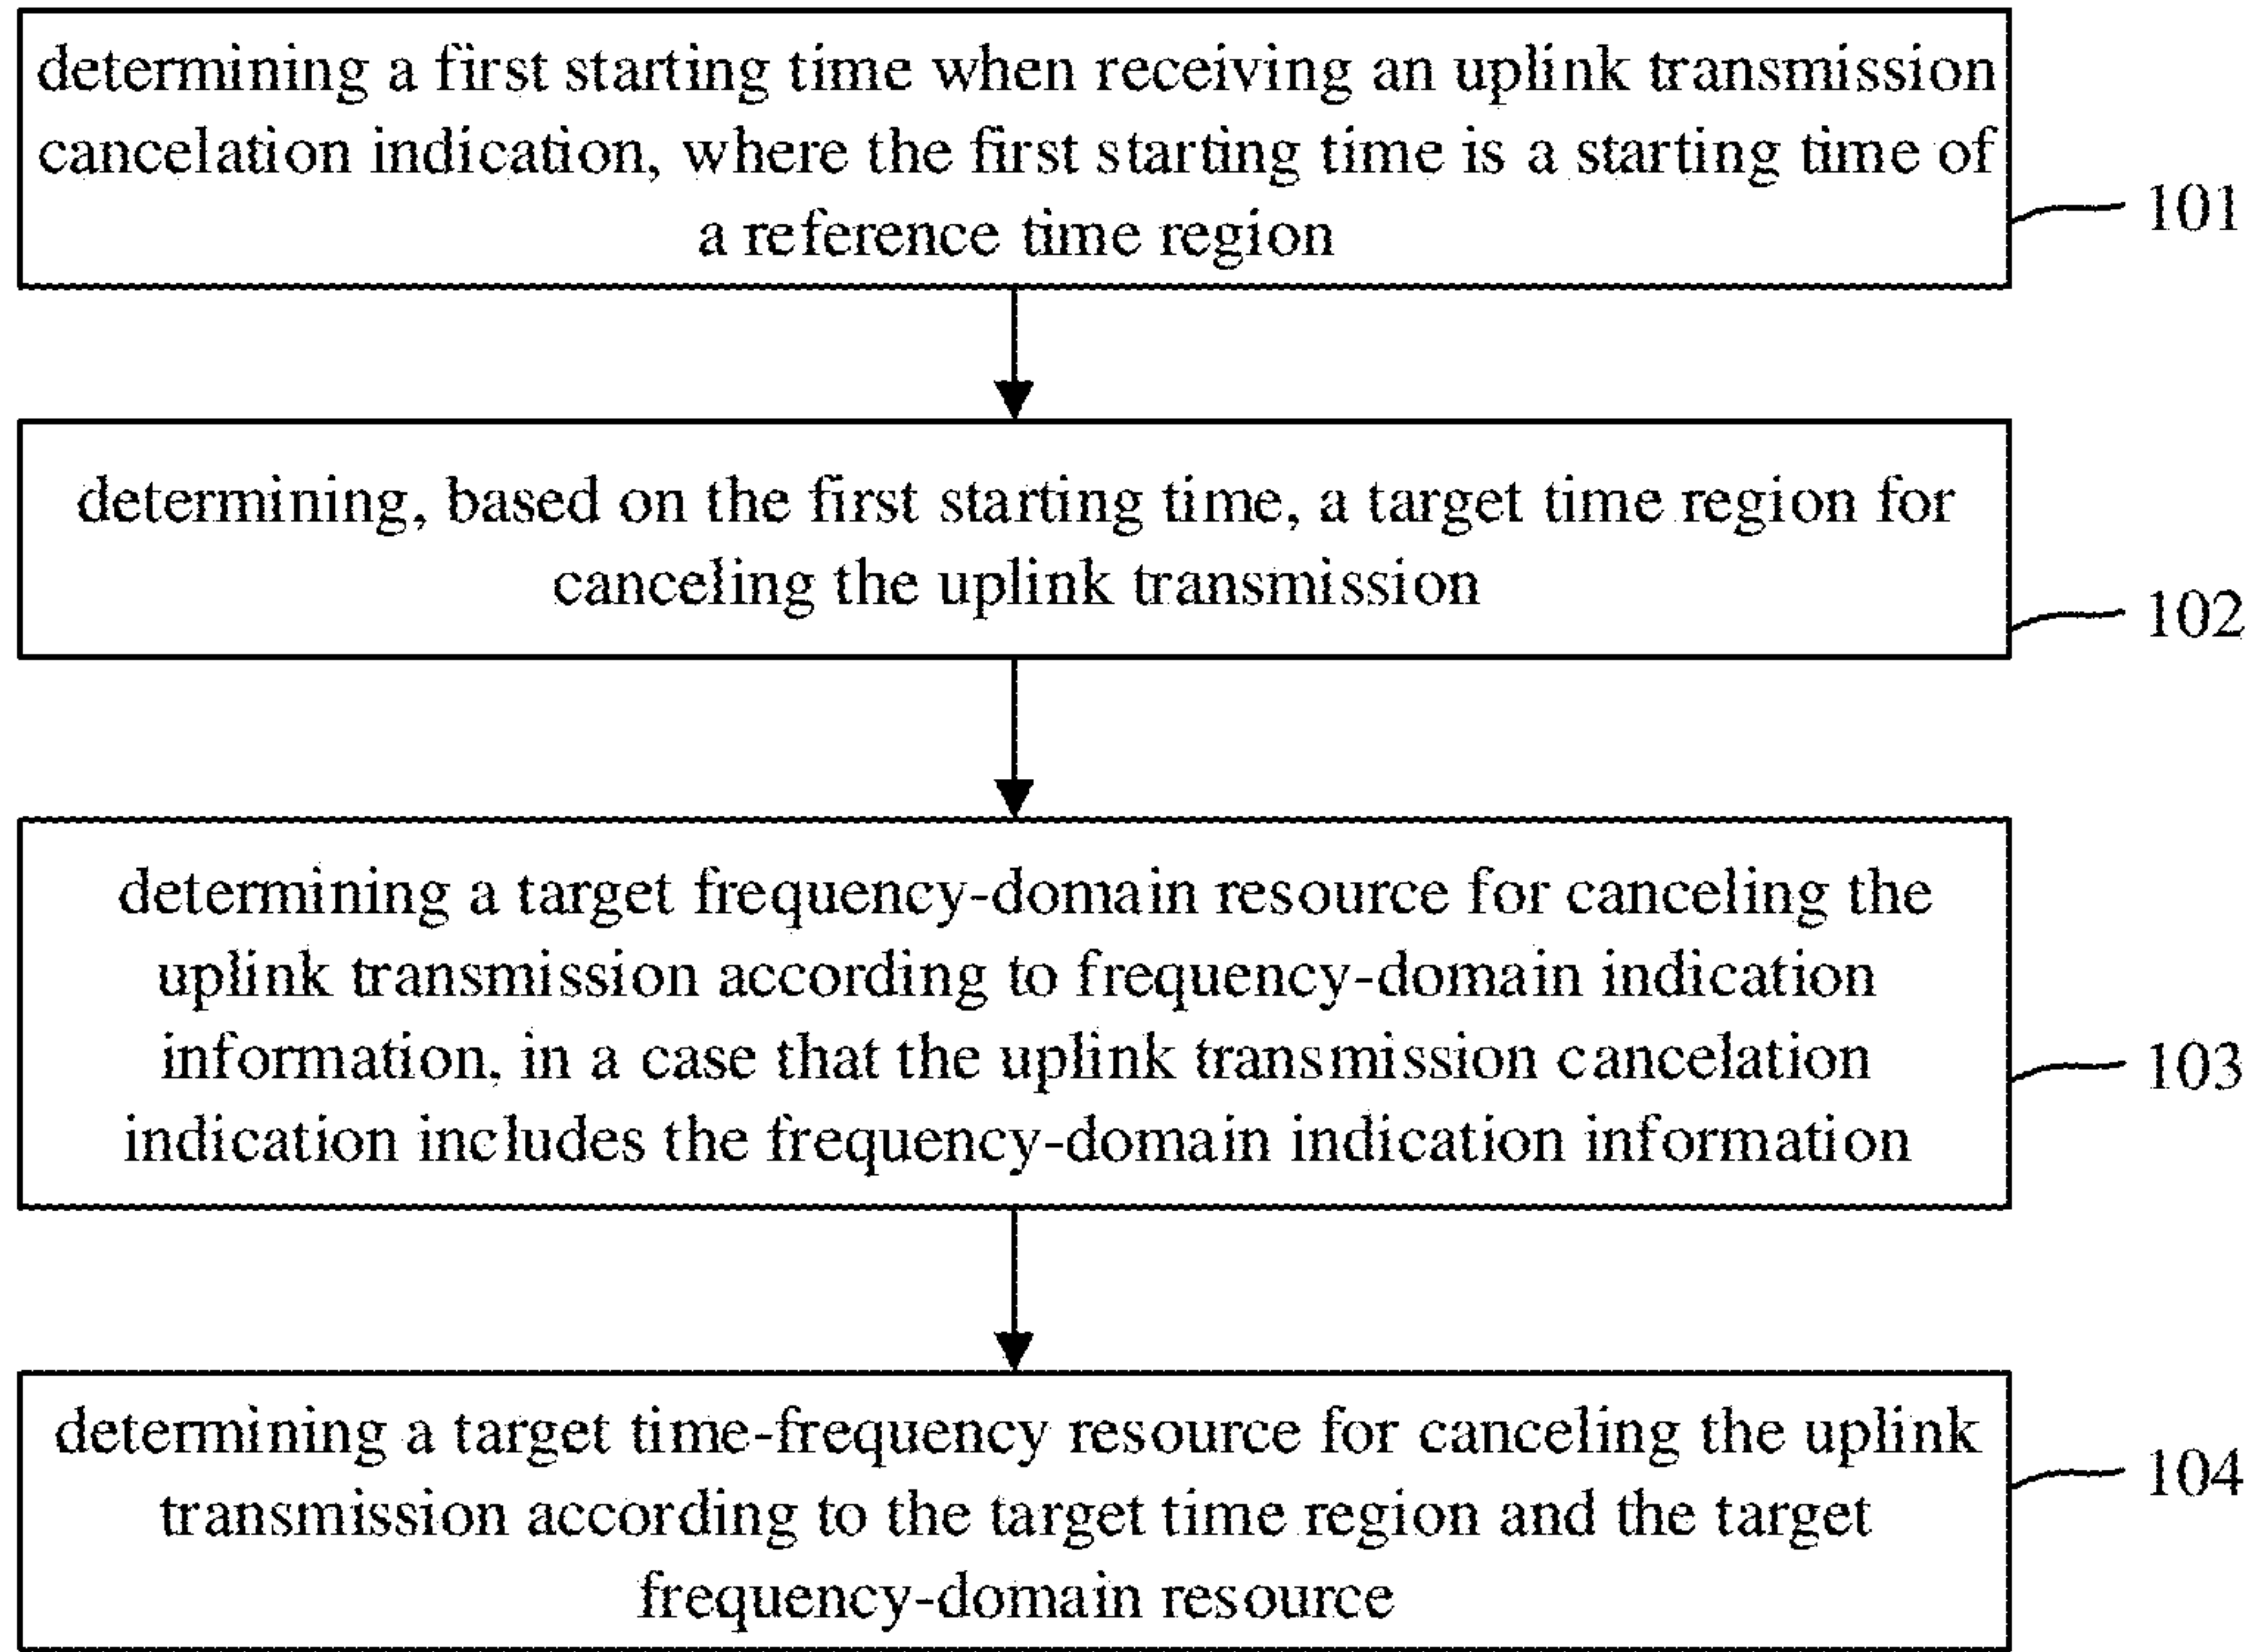 determining a first starting time when receiving an uplink transmission
cancelation indication, where the first starting time is a starting time of
a reference time region
101
determining, based on the first starting time, a target time region for
canceling the uplink transmission
102
determining a target frequency-domain resource for canceling the
uplink transmission according to frequency-domain indication
information, in a case that the uplink transmission cancelation
indication includes the frequency-domain indication information
103
determining a target time-frequency resource for canceling the uplink
transmission according to the target time region and the target
frequency-domain resource
104